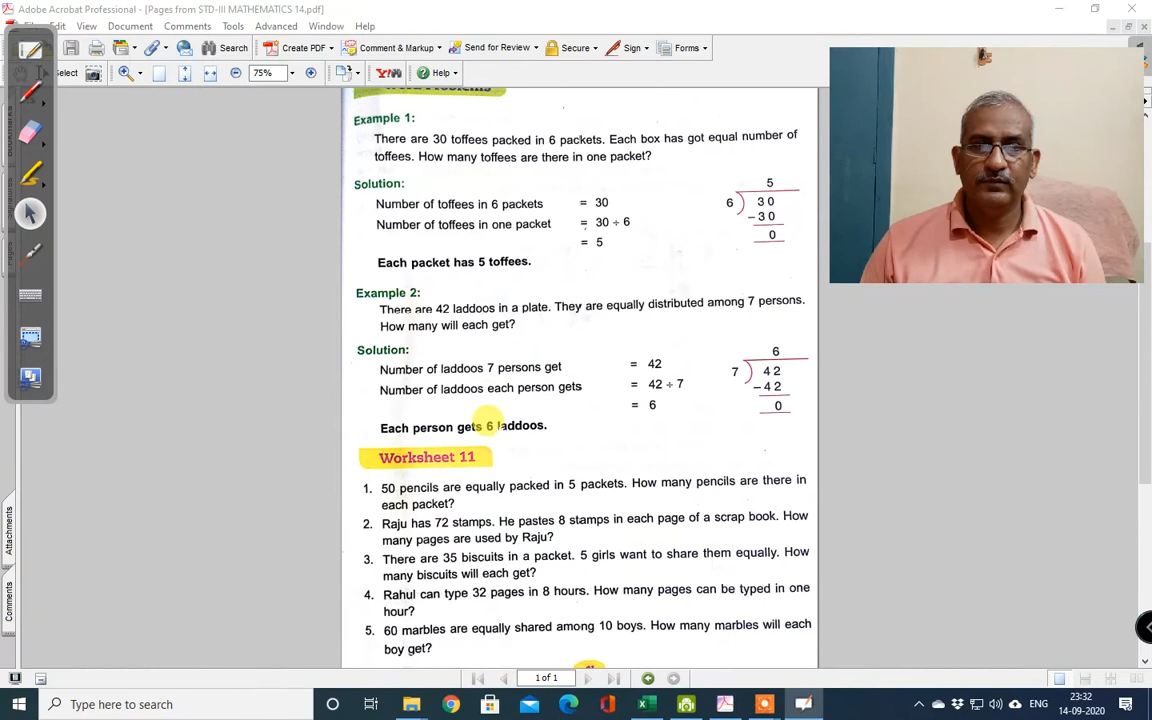 Adobe Acrobat Professional - [Pages from STD-III MATHEMATICS 14.pdf]
Edit View Document Comments Tools Advanced Window Help
Search Create PDF Comment & Markup Send for Review Secure Sign Forms
Select 75% Y! Help
Word Problems
Example 1:
There are 30 toffees packed in 6 packets. Each box has got equal number of
toffees. How many toffees are there in one packet?
Solution:
Number of toffees in 6 packets = 30
Number of toffees in one packet = 30 ÷ 6
= 5
Each packet has 5 toffees.
5
6 30
−30
0
Example 2:
There are 42 laddoos in a plate. They are equally distributed among 7 persons.
How many will each get?
Solution:
Number of laddoos 7 persons get = 42
Number of laddoos each person gets = 42 ÷ 7
= 6
Each person gets 6 laddoos.
6
7 42
−42
0
Worksheet 11
1. 50 pencils are equally packed in 5 packets. How many pencils are there in
each packet?
2. Raju has 72 stamps. He pastes 8 stamps in each page of a scrap book. How
many pages are used by Raju?
3. There are 35 biscuits in a packet. 5 girls want to share them equally. How
many biscuits will each get?
4. Rahul can type 32 pages in 8 hours. How many pages can be typed in one
hour?
5. 60 marbles are equally shared among 10 boys. How many marbles will each
boy get?
Attachments
Comments
1 of 1
Type here to search
ENG
23:32
14-09-2020